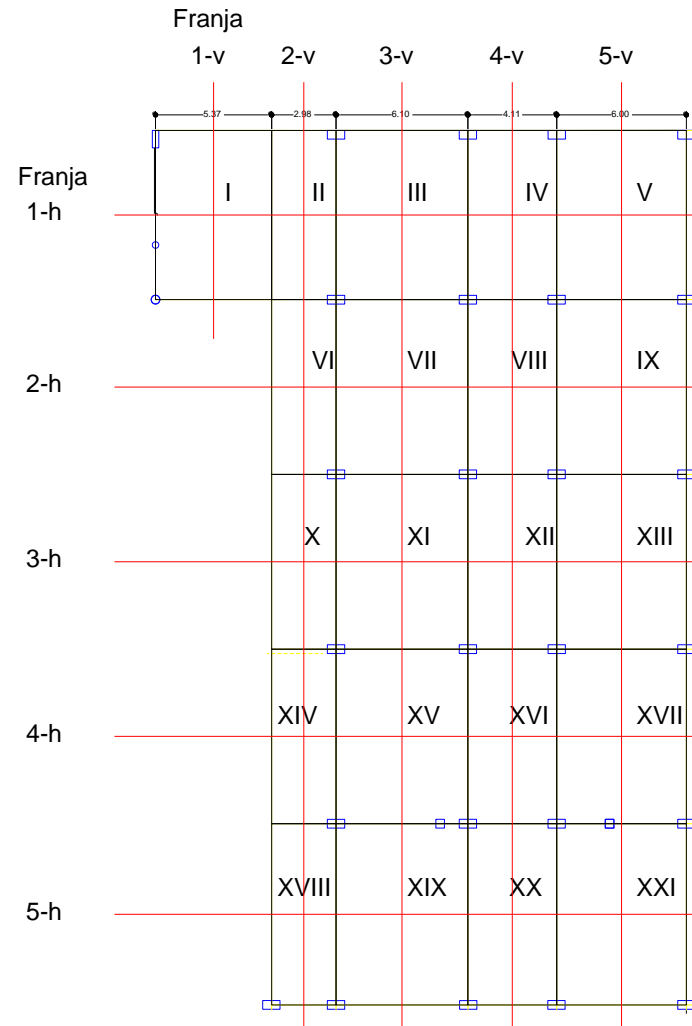 Franja
1-v 2-v 3-v 4-v 5-v
5.37 2.98 6.10 4.11 6.00
Franja
1-h
I II III IV V
2-h
VI VII VIII IX
3-h
X XI XII XIII
4-h
XIV XV XVI XVII
5-h
XVIII XIX XX XXI